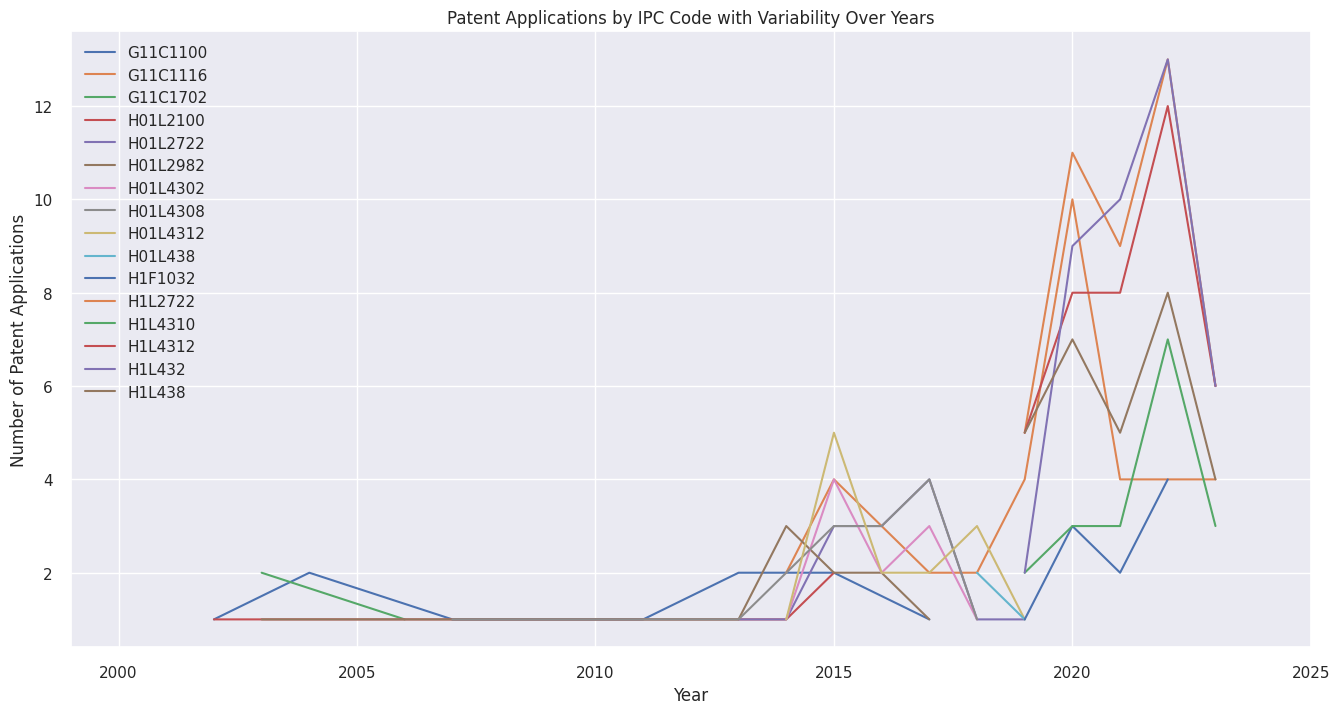 Patent Applications by IPC Code with Variability Over Years
G11C1100
G11C1116
G11C1702
H01L2100
H01L2722
H01L2982
H01L4302
H01L4308
H01L4312
H01L438
H1F1032
H1L2722
H1L4310
H1L4312
H1L432
H1L438
12
10
8
6
4
2
Number of Patent Applications
2000
2005
2010
2015
2020
2025
Year